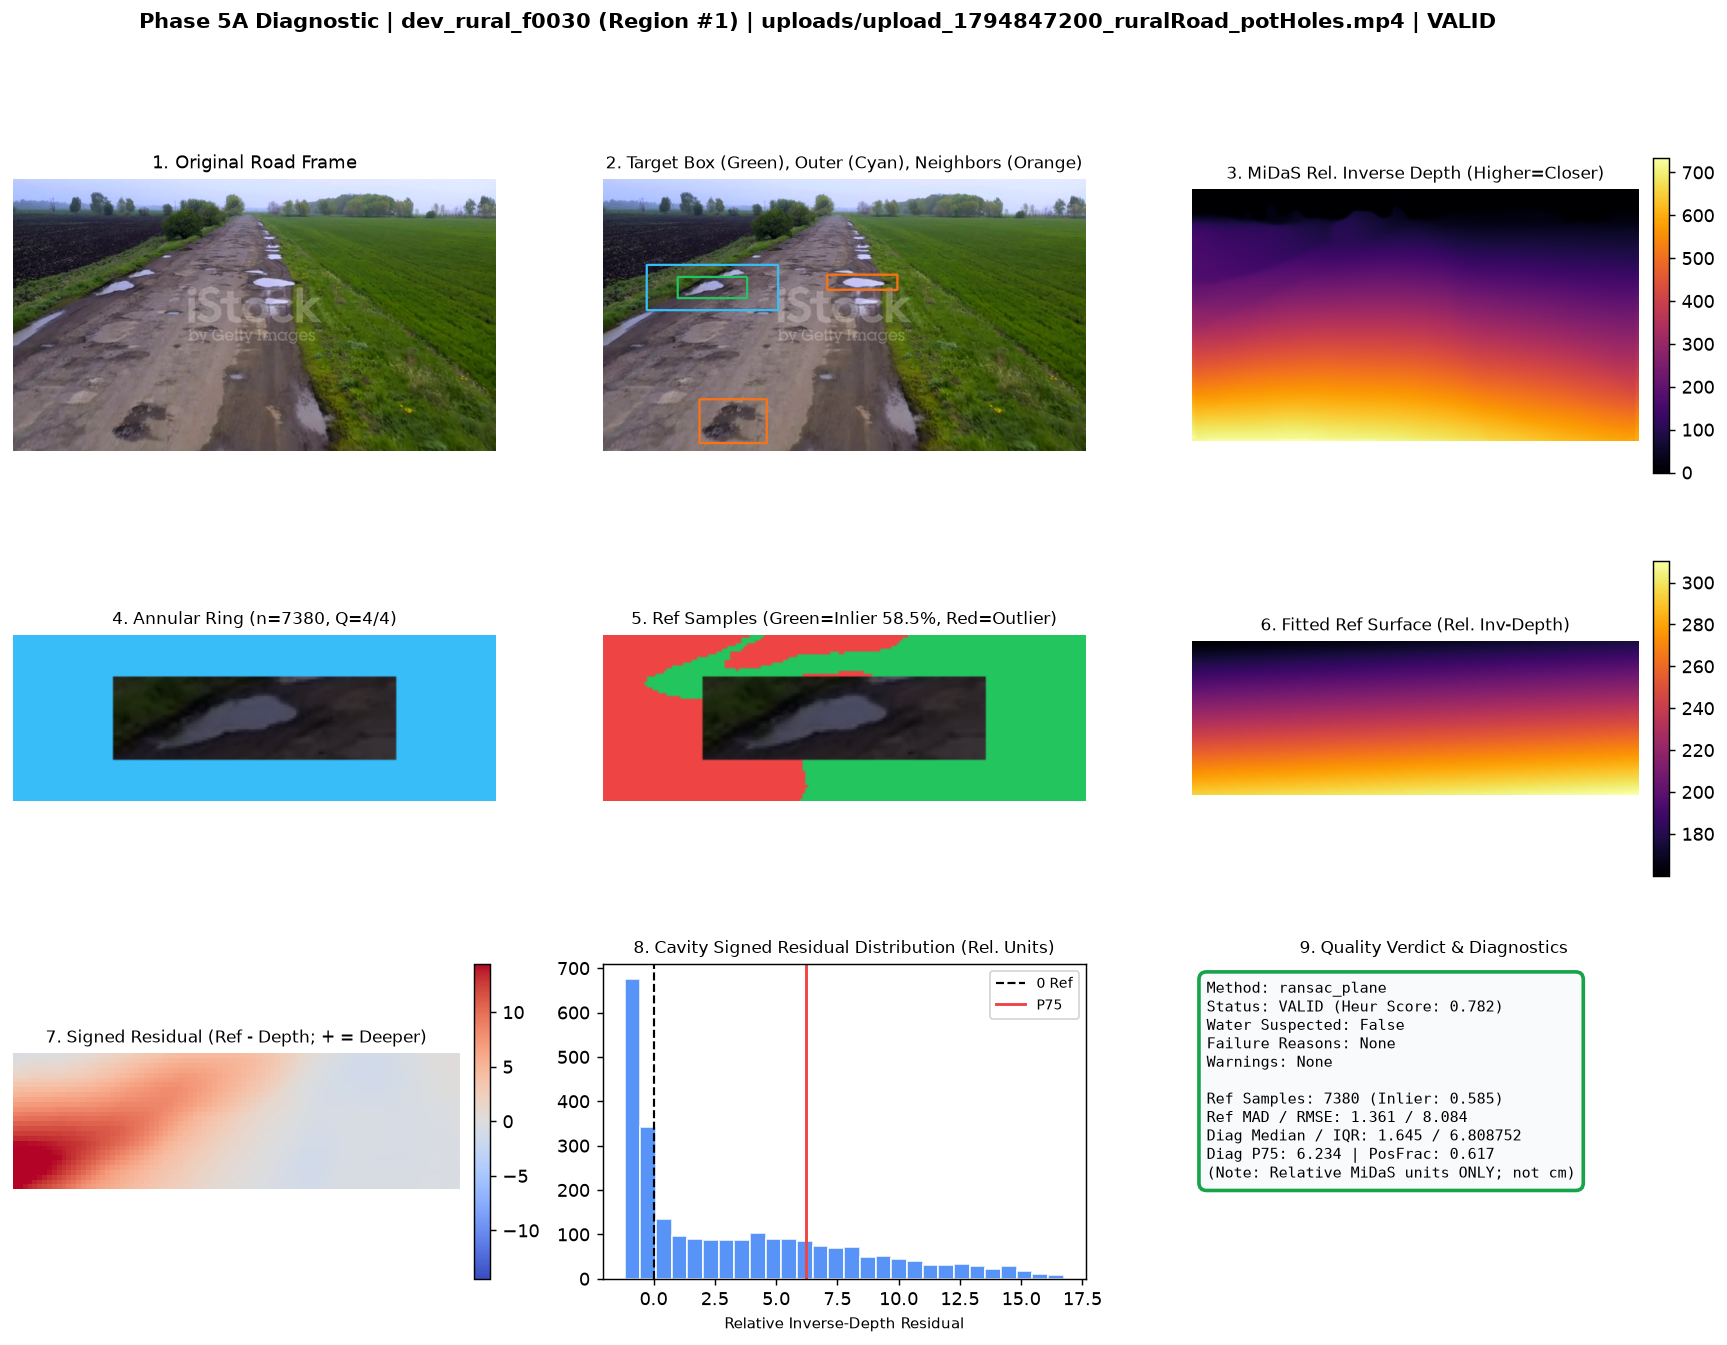 Phase 5A Diagnostic | dev_rural_f0030 (Region #1) | uploads/upload_1794847200_ruralRoad_potHoles.mp4 | VALID
1. Original Road Frame
iStock
by Getty Images™
2. Target Box (Green), Outer (Cyan), Neighbors (Orange)
iStock
by Getty Images™
3. MiDaS Rel. Inverse Depth (Higher=Closer)
700
600
500
400
300
200
100
0
4. Annular Ring (n=7380, Q=4/4)
5. Ref Samples (Green=Inlier 58.5%, Red=Outlier)
6. Fitted Ref Surface (Rel. Inv-Depth)
300
280
260
240
220
200
180
7. Signed Residual (Ref - Depth; + = Deeper)
10
5
0
−5
−10
8. Cavity Signed Residual Distribution (Rel. Units)
700
600
500
400
300
200
100
0
0.0 2.5 5.0 7.5 10.0 12.5 15.0 17.5
Relative Inverse-Depth Residual
0 Ref
P75
9. Quality Verdict & Diagnostics
Method: ransac_plane
Status: VALID (Heur Score: 0.782)
Water Suspected: False
Failure Reasons: None
Warnings: None
Ref Samples: 7380 (Inlier: 0.585)
Ref MAD / RMSE: 1.361 / 8.084
Diag Median / IQR: 1.645 / 6.808752
Diag P75: 6.234 | PosFrac: 0.617
(Note: Relative MiDaS units ONLY; not cm)